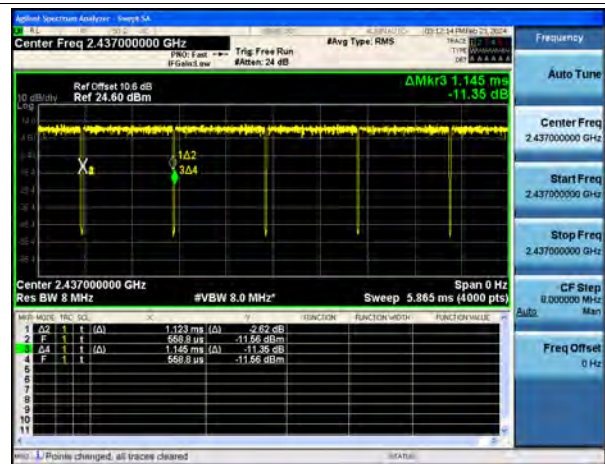 Agilent Spectrum Analyzer - Swept SA
RL
03:12:14 PM Feb 23, 2024
Center Freq 2.437000000 GHz
#Avg Type: RMS
TRACE
TYPE
DET
PNO: Fast
IFGain:Low
Trig: Free Run
#Atten: 24 dB
Frequency
ΔMkr3 1.145 ms
-11.35 dB
Ref Offset 10.6 dB
10 dB/div Ref 24.60 dBm
Log
Auto Tune
Center Freq
2.437000000 GHz
1Δ2
3Δ4
Start Freq
2.437000000 GHz
Stop Freq
2.437000000 GHz
Center 2.437000000 GHz
Span 0 Hz
Res BW 8 MHz
#VBW 8.0 MHz*
Sweep 5.865 ms (4000 pts)
CF Step
8.000000 MHz
Auto Man
MKR MODE TRC SCL X Y FUNCTION FUNCTION WIDTH FUNCTION VALUE
1 Δ2 1 t (Δ) 1.123 ms (Δ) -2.62 dB
2 F 1 t 558.8 us -11.56 dBm
3 Δ4 1 t (Δ) 1.145 ms (Δ) -11.35 dB
4 F 1 t 558.8 us -11.56 dBm
5
6
7
8
9
10
11
Freq Offset
0 Hz
MSG Points changed, all traces cleared
STATUS